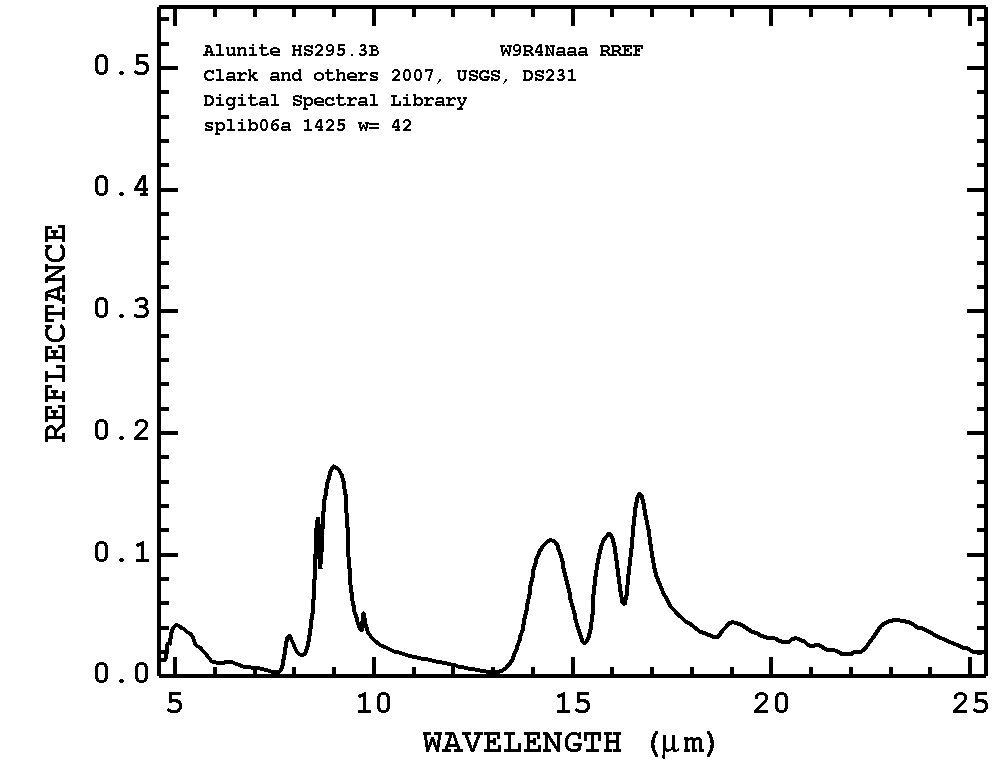 Alunite HS295.3B W9R4Naaa RREF
Clark and others 2007, USGS, DS231
Digital Spectral Library
splib06a 1425 w= 42
0.5
0.4
0.3
0.2
0.1
0.0
REFLECTANCE
5 10 15 20 25
WAVELENGTH (μm)